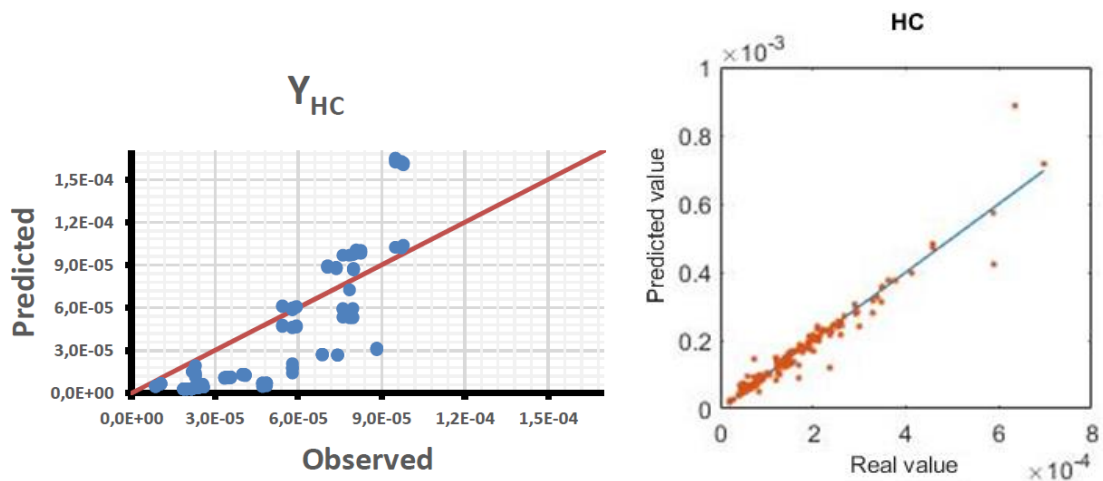 Y_HC
Predicted
1,5E-04
1,2E-04
9,0E-05
6,0E-05
3,0E-05
0,0E+00
0,0E+00 3,0E-05 6,0E-05 9,0E-05 1,2E-04 1,5E-04
Observed
HC
×10^-3
Predicted value
1
0.8
0.6
0.4
0.2
0
0 2 4 6 8
Real value
×10^-4